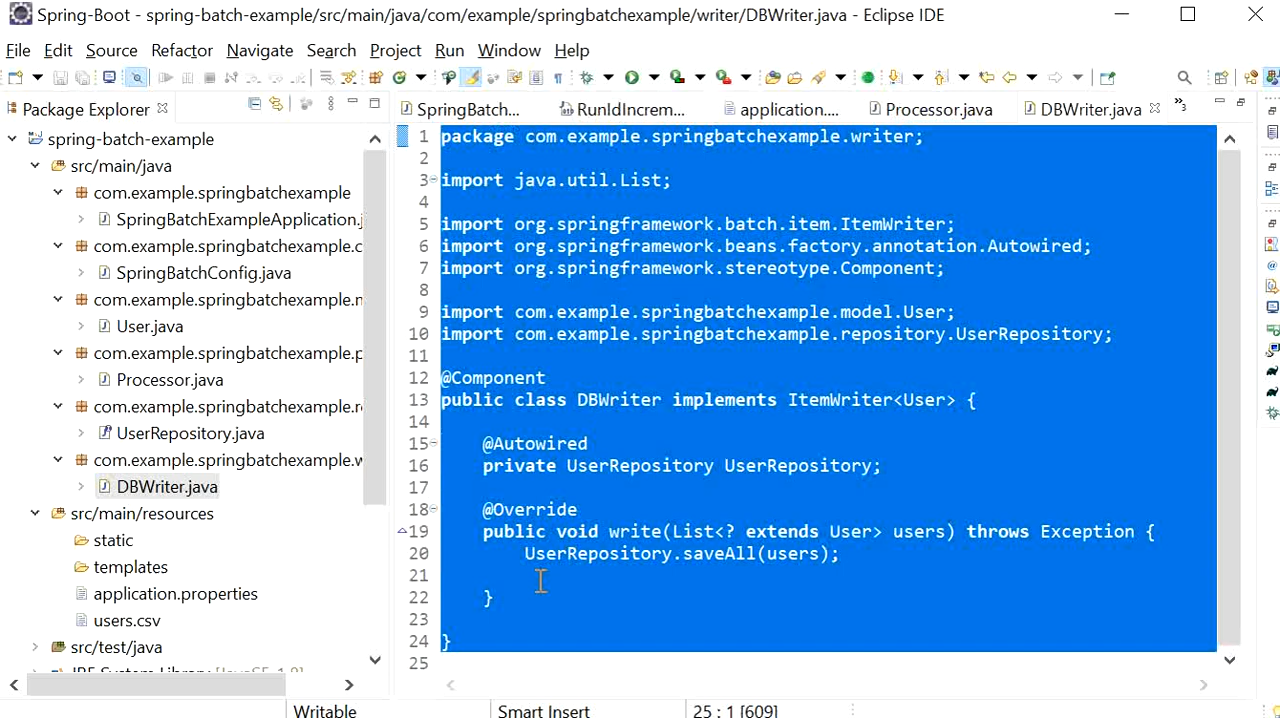 Spring-Boot - spring-batch-example/src/main/java/com/example/springbatchexample/writer/DBWriter.java - Eclipse IDE
File Edit Source Refactor Navigate Search Project Run Window Help
Package Explorer
SpringBatch...
RunIdIncrem...
application....
Processor.java
DBWriter.java
spring-batch-example
src/main/java
com.example.springbatchexample
SpringBatchExampleApplication.j
com.example.springbatchexample.c
SpringBatchConfig.java
com.example.springbatchexample.r
User.java
com.example.springbatchexample.p
Processor.java
com.example.springbatchexample.re
UserRepository.java
com.example.springbatchexample.w
DBWriter.java
src/main/resources
static
templates
application.properties
users.csv
src/test/java
1 package com.example.springbatchexample.writer;
2
3 import java.util.List;
4
5 import org.springframework.batch.item.ItemWriter;
6 import org.springframework.beans.factory.annotation.Autowired;
7 import org.springframework.stereotype.Component;
8
9 import com.example.springbatchexample.model.User;
10 import com.example.springbatchexample.repository.UserRepository;
11
12 @Component
13 public class DBWriter implements ItemWriter<User> {
14
15 @Autowired
16 private UserRepository UserRepository;
17
18 @Override
19 public void write(List<? extends User> users) throws Exception {
20 UserRepository.saveAll(users);
21
22 }
23
24 }
25
Writable
Smart Insert
25 : 1 [609]